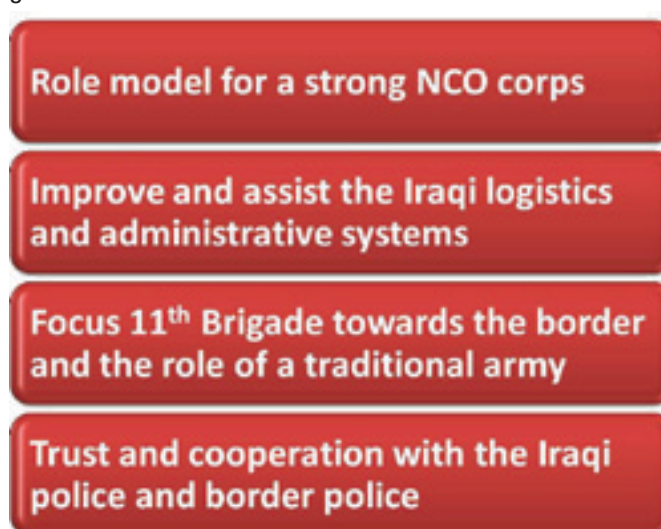 Role model for a strong NCO corps
Improve and assist the Iraqi logistics
and administrative systems
Focus 11th Brigade towards the border
and the role of a traditional army
Trust and cooperation with the Iraqi
police and border police